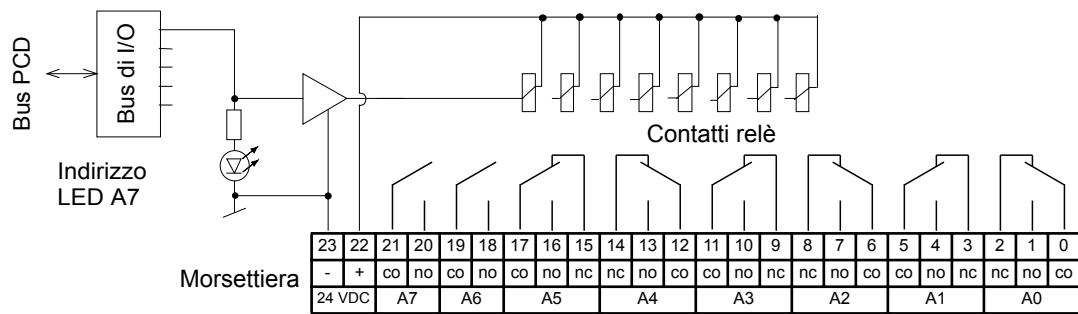 Bus PCD
Bus di I/O
Indirizzo
LED A7
Contatti relè
Morsettiera
23 22 21 20 19 18 17 16 15 14 13 12 11 10 9 8 7 6 5 4 3 2 1 0
- + co no co no co no nc nc no co co no nc nc no co co no nc nc no co
24 VDC A7 A6 A5 A4 A3 A2 A1 A0